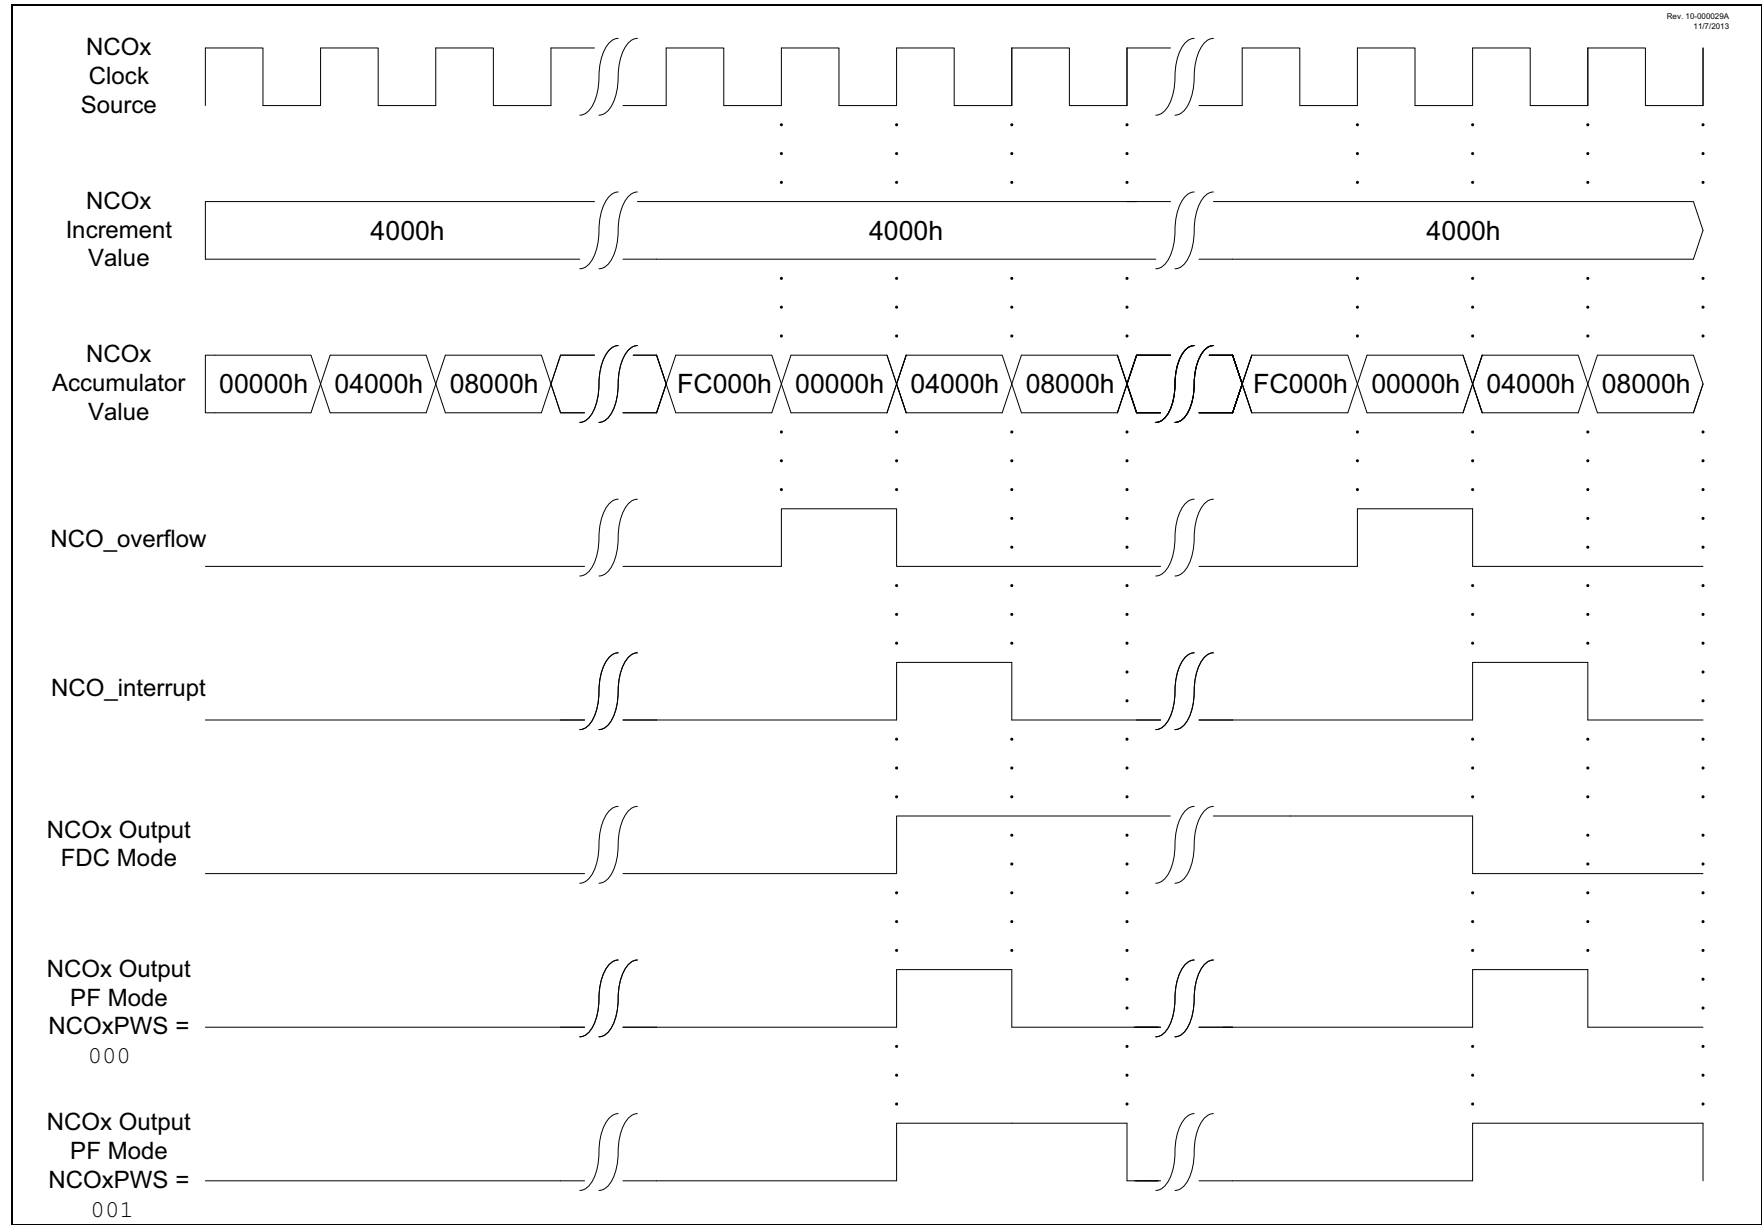 Rev. 10-000029A
11/7/2013
NCOx
Clock
Source
NCOx
Increment
Value
4000h
4000h
4000h
NCOx
Accumulator
Value
00000h
04000h
08000h
FC000h
00000h
04000h
08000h
FC000h
00000h
04000h
08000h
NCO_overflow
NCO_interrupt
NCOx Output
FDC Mode
NCOx Output
PF Mode
NCOxPWS =
000
NCOx Output
PF Mode
NCOxPWS =
001